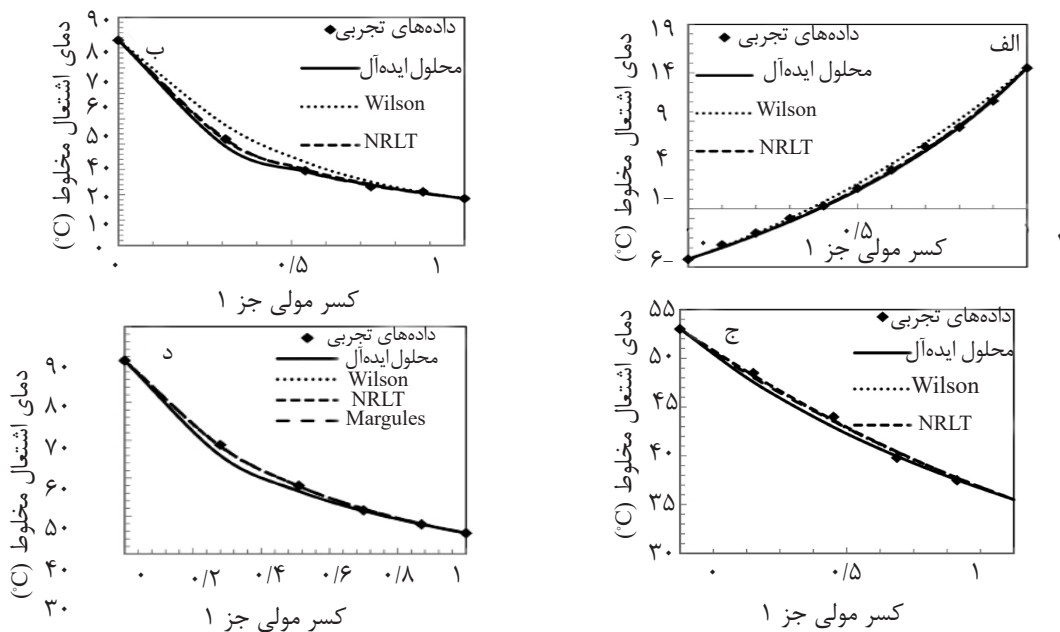 الف
داده‌های تجربی
محلول ایده‌آل
Wilson
NRLT
دمای اشتعال مخلوط (°C)
۱۹
۱۴
۹
۴
۱-
۶-
۰
۰/۵
کسر مولی جز ۱
ب
داده‌های تجربی
محلول ایده‌آل
Wilson
NRLT
دمای اشتعال مخلوط (°C)
۹۰
۸۰
۷۰
۶۰
۵۰
۴۰
۳۰
۲۰
۱۰
۰
۰ ۰/۵ ۱
کسر مولی جز ۱
ج
داده‌های تجربی
محلول ایده‌آل
Wilson
NRLT
دمای اشتعال مخلوط (°C)
۵۵
۵۰
۴۵
۴۰
۳۵
۳۰
۰ ۰/۵ ۱
کسر مولی جز ۱
د
داده‌های تجربی
محلول ایده‌آل
Wilson
NRLT
Margules
دمای اشتعال مخلوط (°C)
۹۰
۸۰
۷۰
۶۰
۵۰
۴۰
۳۰
۰ ۰/۲ ۰/۴ ۰/۶ ۰/۸ ۱
کسر مولی جز ۱